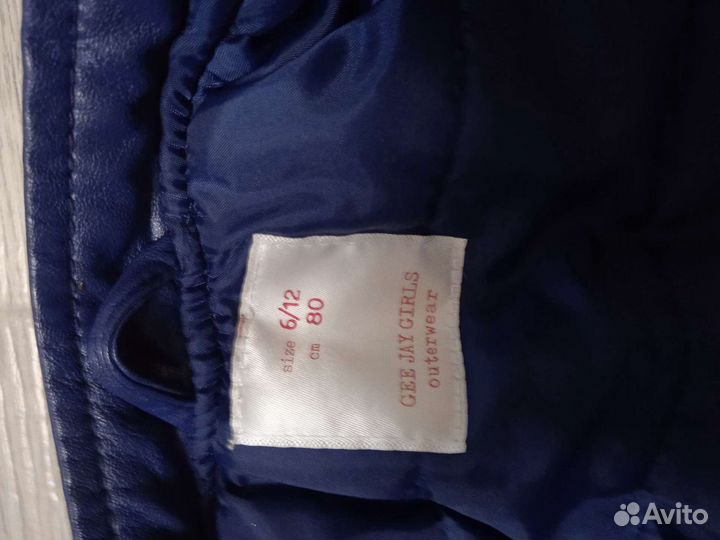 GEE JAY GIRLS
outerwear
size 6/12
cm 80
Avito